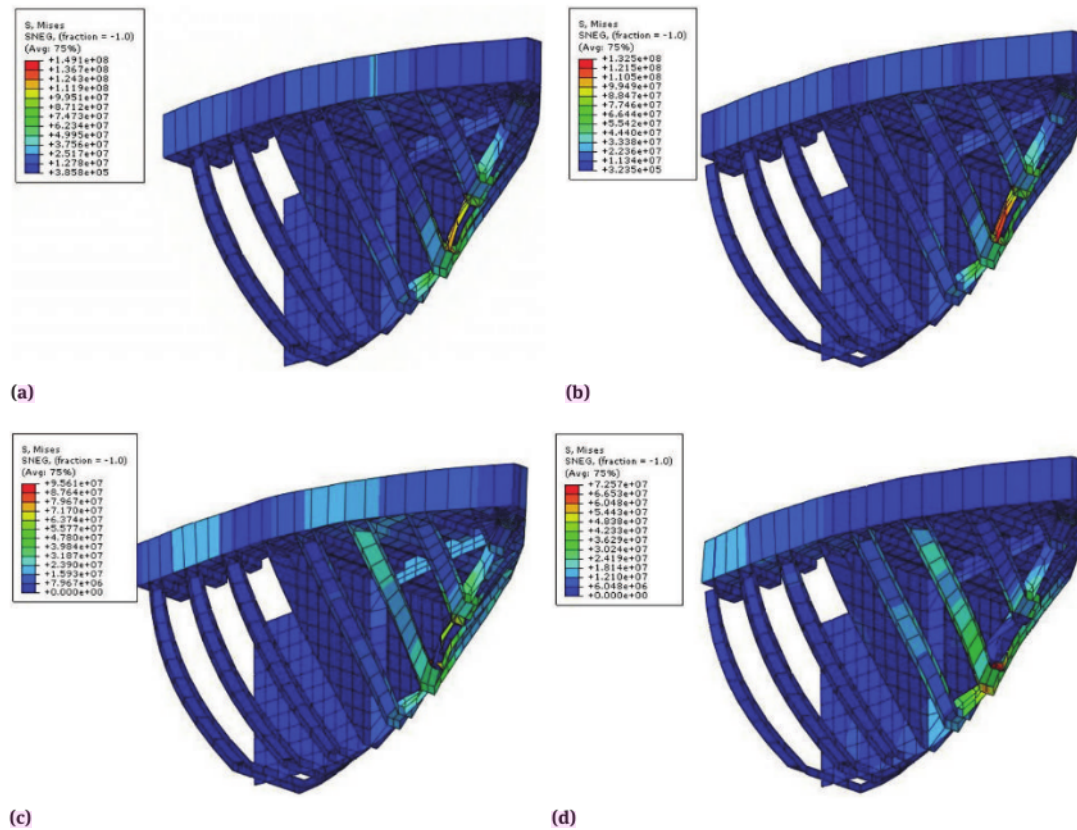 S, Mises
SNEG, (fraction = -1.0)
(Avg: 75%)
+1.491e+08
+1.367e+08
+1.243e+08
+1.119e+08
+9.951e+07
+8.712e+07
+7.473e+07
+6.234e+07
+4.995e+07
+3.756e+07
+2.517e+07
+1.278e+07
+3.858e+05
(a)
S, Mises
SNEG, (fraction = -1.0)
(Avg: 75%)
+1.325e+08
+1.215e+08
+1.105e+08
+9.949e+07
+8.847e+07
+7.746e+07
+6.644e+07
+5.542e+07
+4.440e+07
+3.338e+07
+2.236e+07
+1.134e+07
+3.235e+05
(b)
S, Mises
SNEG, (fraction = -1.0)
(Avg: 75%)
+9.561e+07
+8.764e+07
+7.967e+07
+7.170e+07
+6.374e+07
+5.577e+07
+4.780e+07
+3.984e+07
+3.187e+07
+2.390e+07
+1.593e+07
+7.967e+06
+0.000e+00
(c)
S, Mises
SNEG, (fraction = -1.0)
(Avg: 75%)
+7.257e+07
+6.653e+07
+6.048e+07
+5.443e+07
+4.838e+07
+4.233e+07
+3.629e+07
+3.024e+07
+2.419e+07
+1.814e+07
+1.210e+07
+6.048e+06
+0.000e+00
(d)